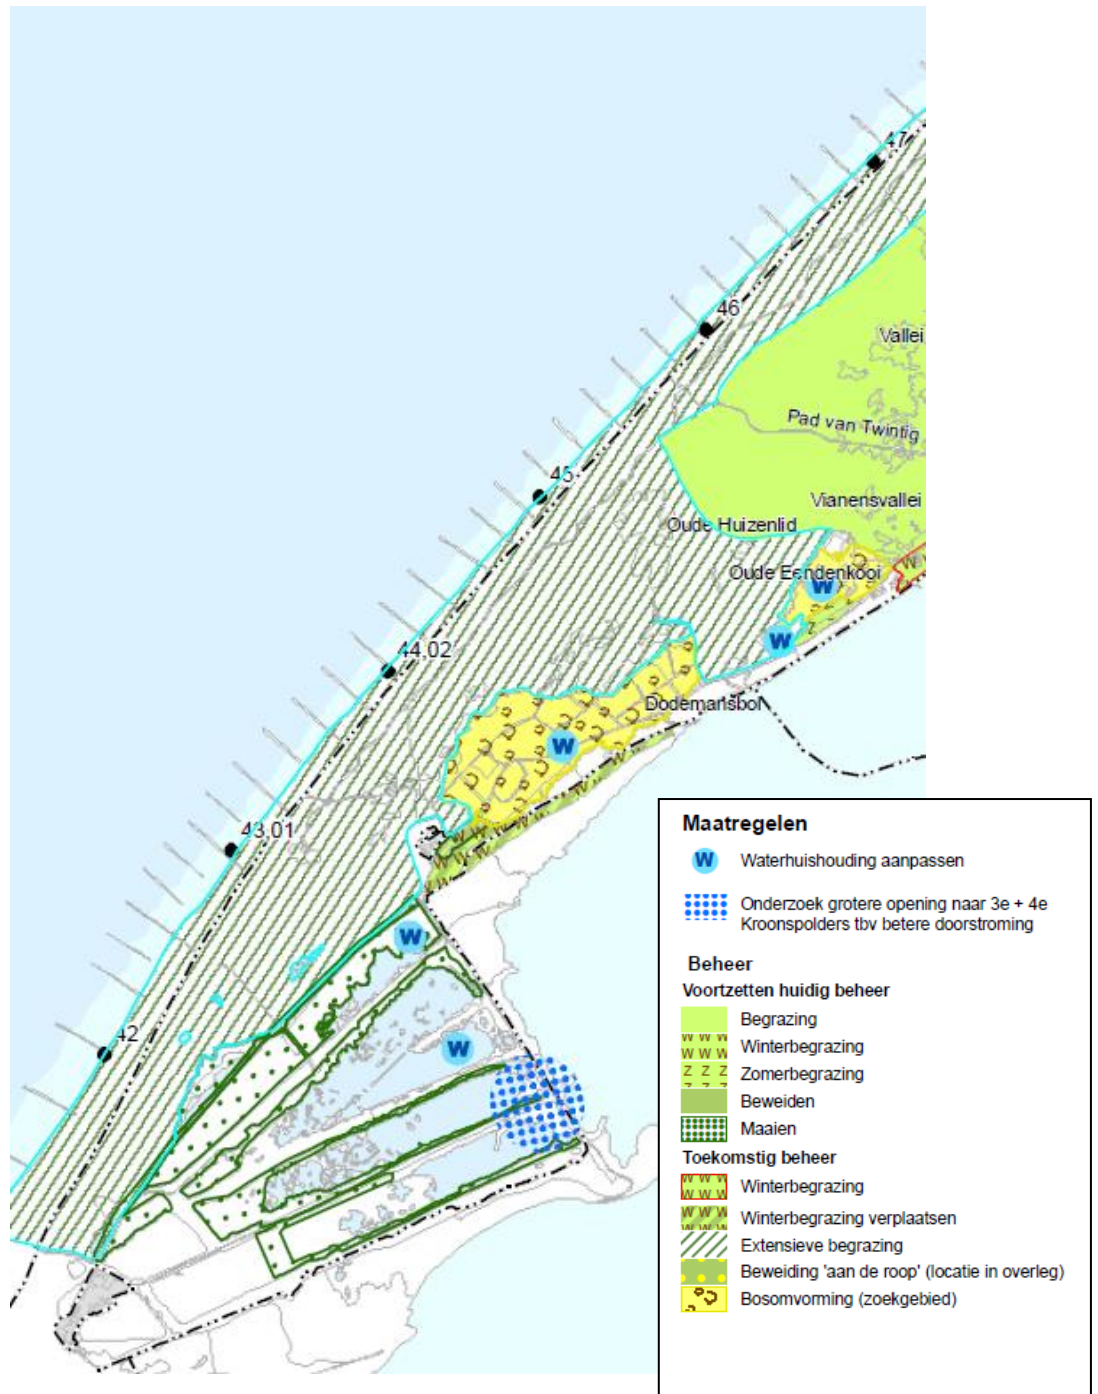 47
46
Vallei
Pad van Twintig
45
Vianensvallei
Oude Huizenlid
Oude Eendenkooi
W
W
W
44,02
Dodemansbol
W
43,01
W
W
42
Maatregelen
W Waterhuishouding aanpassen
Onderzoek grotere opening naar 3e + 4e
Kroonspolders tbv betere doorstroming
Beheer
Voortzetten huidig beheer
Begrazing
W W W Winterbegrazing
Z Z Z Zomerbegrazing
Beweiden
Maaien
Toekomstig beheer
W W W Winterbegrazing
W W W Winterbegrazing verplaatsen
Extensieve begrazing
Beweiding 'aan de roop' (locatie in overleg)
Bosomvorming (zoekgebied)